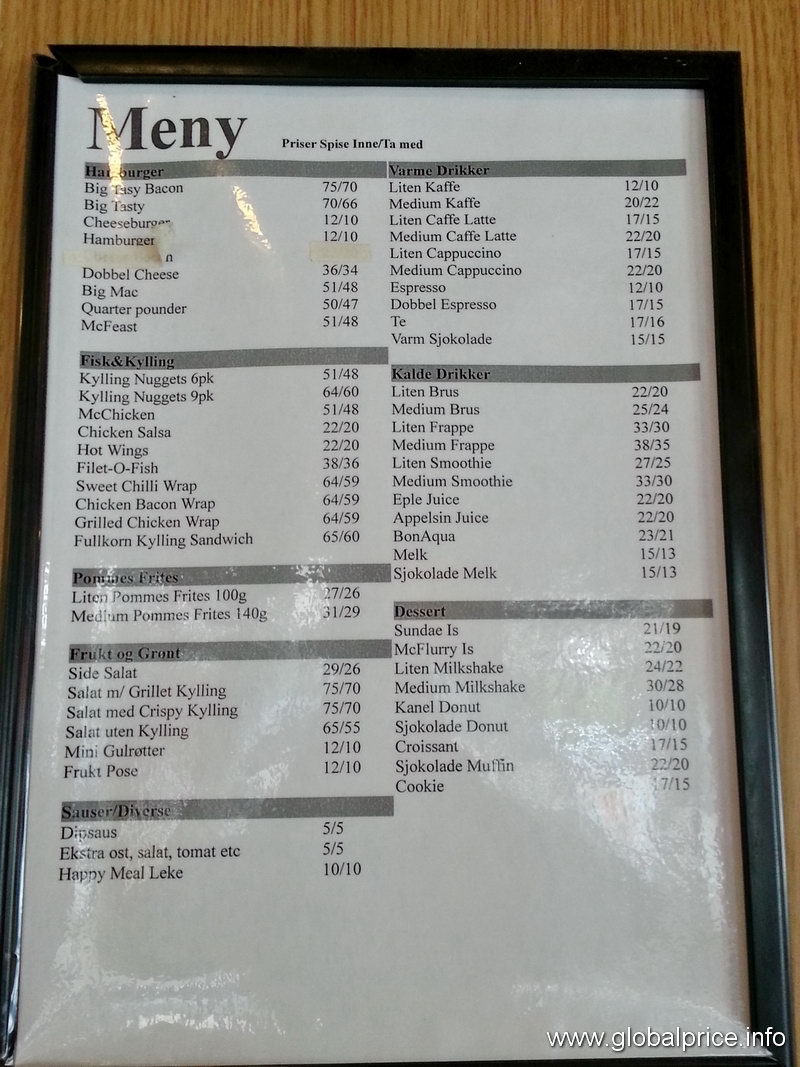 Meny
Priser Spise Inne/Ta med
Hamburger
Big Tasy Bacon 75/70
Big Tasty 70/66
Cheeseburger 12/10
Hamburger 12/10
n
Dobbel Cheese 36/34
Big Mac 51/48
Quarter pounder 50/47
McFeast 51/48
Fisk&Kylling
Kylling Nuggets 6pk 51/48
Kylling Nuggets 9pk 64/60
McChicken 51/48
Chicken Salsa 22/20
Hot Wings 22/20
Filet-O-Fish 38/36
Sweet Chilli Wrap 64/59
Chicken Bacon Wrap 64/59
Grilled Chicken Wrap 64/59
Fullkorn Kylling Sandwich 65/60
Pommes Frites
Liten Pommes Frites 100g 27/26
Medium Pommes Frites 140g 31/29
Frukt og Grønt
Side Salat 29/26
Salat m/ Grillet Kylling 75/70
Salat med Crispy Kylling 75/70
Salat uten Kylling 65/55
Mini Gulrøtter 12/10
Frukt Pose 12/10
Sauser/Diverse
Dipsaus 5/5
Ekstra ost, salat, tomat etc 5/5
Happy Meal Leke 10/10
Varme Drikker
Liten Kaffe 12/10
Medium Kaffe 20/22
Liten Caffe Latte 17/15
Medium Caffe Latte 22/20
Liten Cappuccino 17/15
Medium Cappuccino 22/20
Espresso 12/10
Dobbel Espresso 17/15
Te 17/16
Varm Sjokolade 15/15
Kalde Drikker
Liten Brus 22/20
Medium Brus 25/24
Liten Frappe 33/30
Medium Frappe 38/35
Liten Smoothie 27/25
Medium Smoothie 33/30
Eple Juice 22/20
Appelsin Juice 22/20
BonAqua 23/21
Melk 15/13
Sjokolade Melk 15/13
Dessert
Sundae Is 21/19
McFlurry Is 22/20
Liten Milkshake 24/22
Medium Milkshake 30/28
Kanel Donut 10/10
Sjokolade Donut 10/10
Croissant 17/15
Sjokolade Muffin 22/20
Cookie 17/15
www.globalprice.info